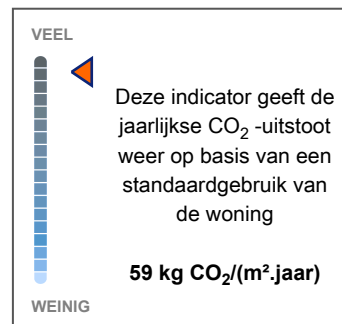 VEEL
Deze indicator geeft de
jaarlijkse CO₂ -uitstoot
weer op basis van een
standaardgebruik van
de woning
59 kg CO₂/(m².jaar)
WEINIG